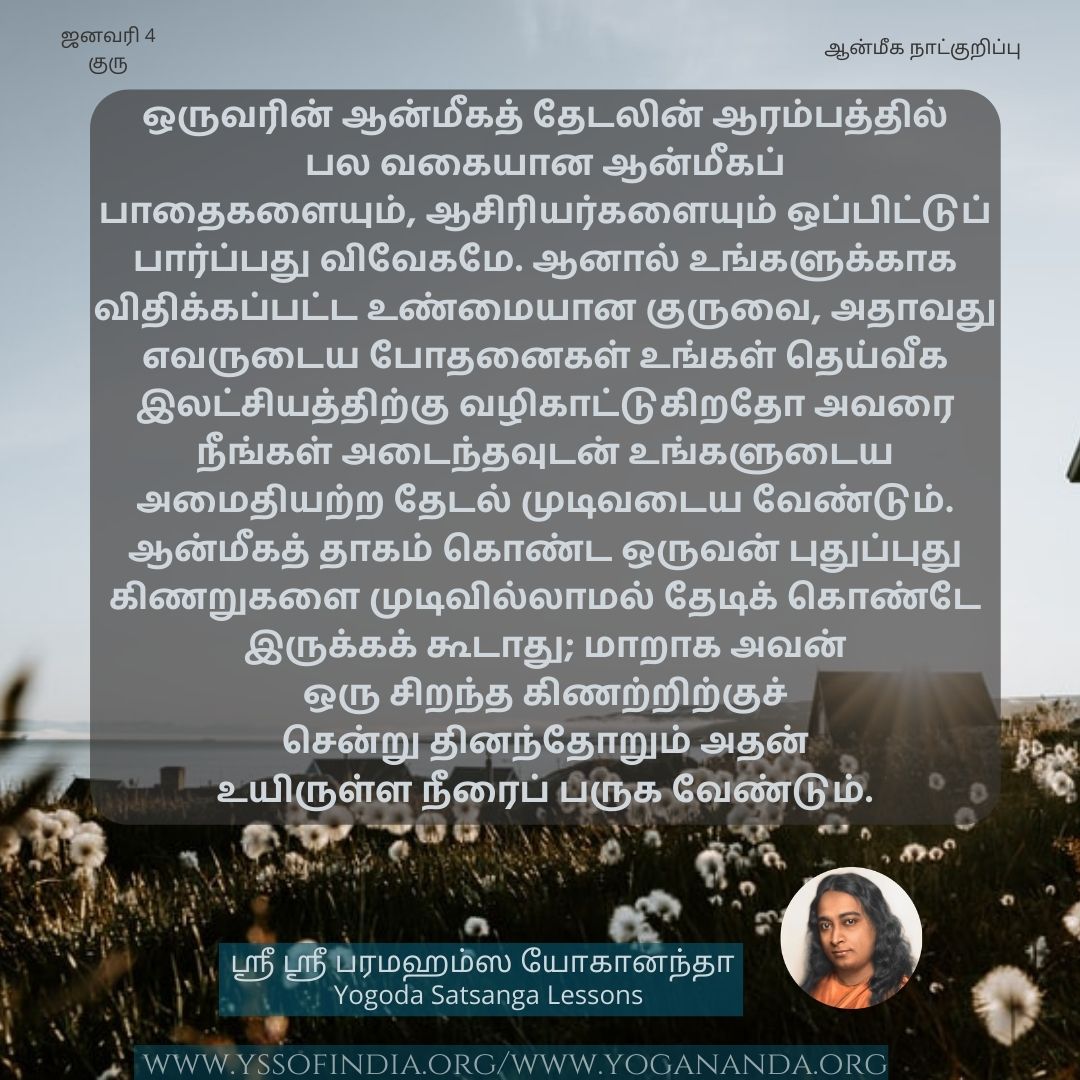 ஜனவரி 4
குரு
ஆன்மீக நாட்குறிப்பு
ஒருவரின் ஆன்மீகத் தேடலின் ஆரம்பத்தில்
பல வகையான ஆன்மீகப்
பாதைகளையும், ஆசிரியர்களையும் ஒப்பிட்டுப்
பார்ப்பது விவேகமே. ஆனால் உங்களுக்காக
விதிக்கப்பட்ட உண்மையான குருவை, அதாவது
எவருடைய போதனைகள் உங்கள் தெய்வீக
இலட்சியத்திற்கு வழிகாட்டுகிறதோ அவரை
நீங்கள் அடைந்தவுடன் உங்களுடைய
அமைதியற்ற தேடல் முடிவடைய வேண்டும்.
ஆன்மீகத் தாகம் கொண்ட ஒருவன் புதுப்புது
கிணறுகளை முடிவில்லாமல் தேடிக் கொண்டே
இருக்கக் கூடாது; மாறாக அவன்
ஒரு சிறந்த கிணற்றிற்குச்
சென்று தினந்தோறும் அதன்
உயிருள்ள நீரைப் பருக வேண்டும்.
ஸ்ரீ ஸ்ரீ பரமஹம்ஸ யோகானந்தா
Yogoda Satsanga Lessons
WWW.YSSOFINDIA.ORG/WWW.YOGANANDA.ORG